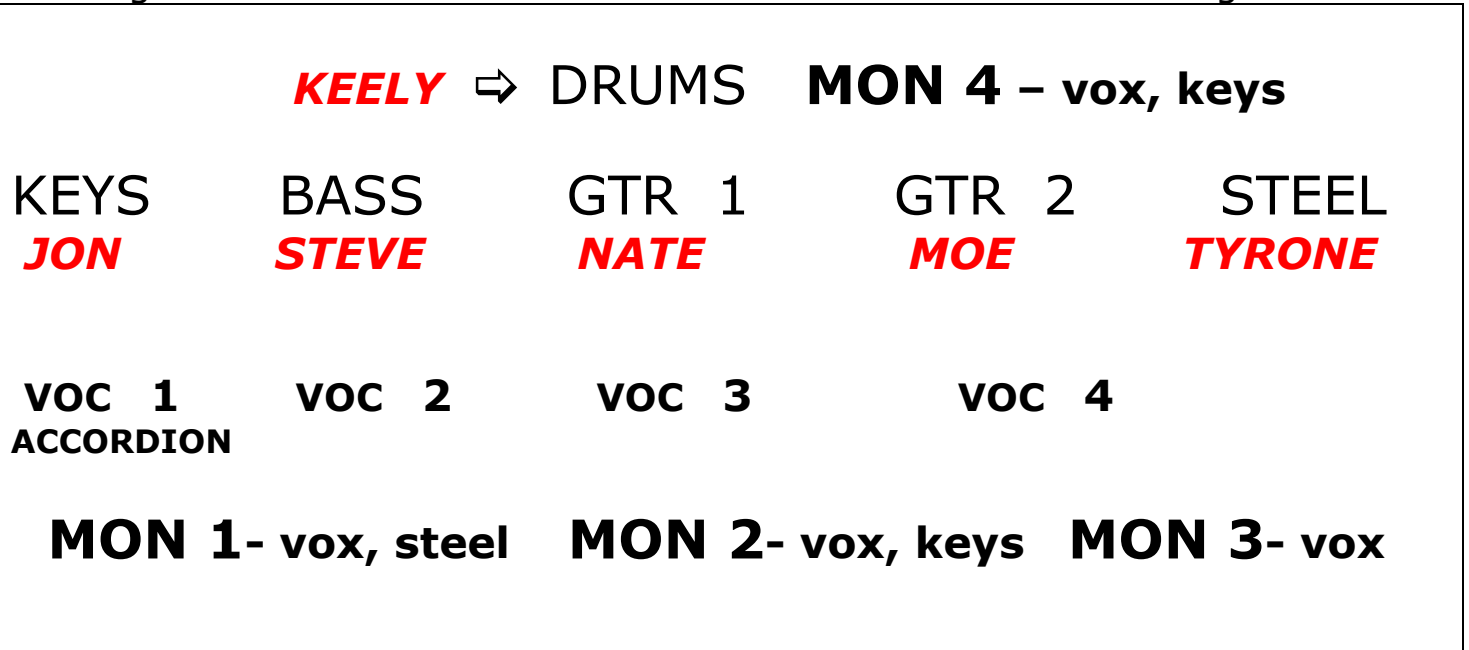 KEELY ⇨ DRUMS MON 4 – vox, keys
KEYS BASS GTR 1 GTR 2 STEEL
JON STEVE NATE MOE TYRONE
VOC 1 VOC 2 VOC 3 VOC 4
ACCORDION
MON 1- vox, steel MON 2- vox, keys MON 3- vox